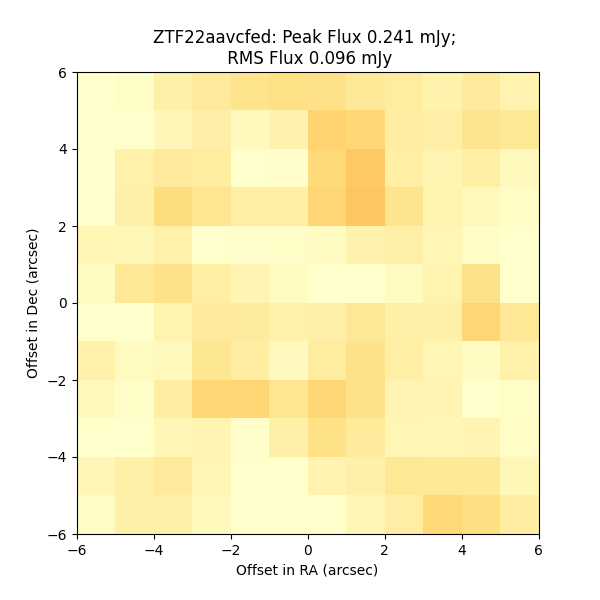 ZTF22aavcfed: Peak Flux 0.241 mJy;
RMS Flux 0.096 mJy
6
4
2
0
−2
−4
−6
Offset in Dec (arcsec)
−6 −4 −2 0 2 4 6
Offset in RA (arcsec)